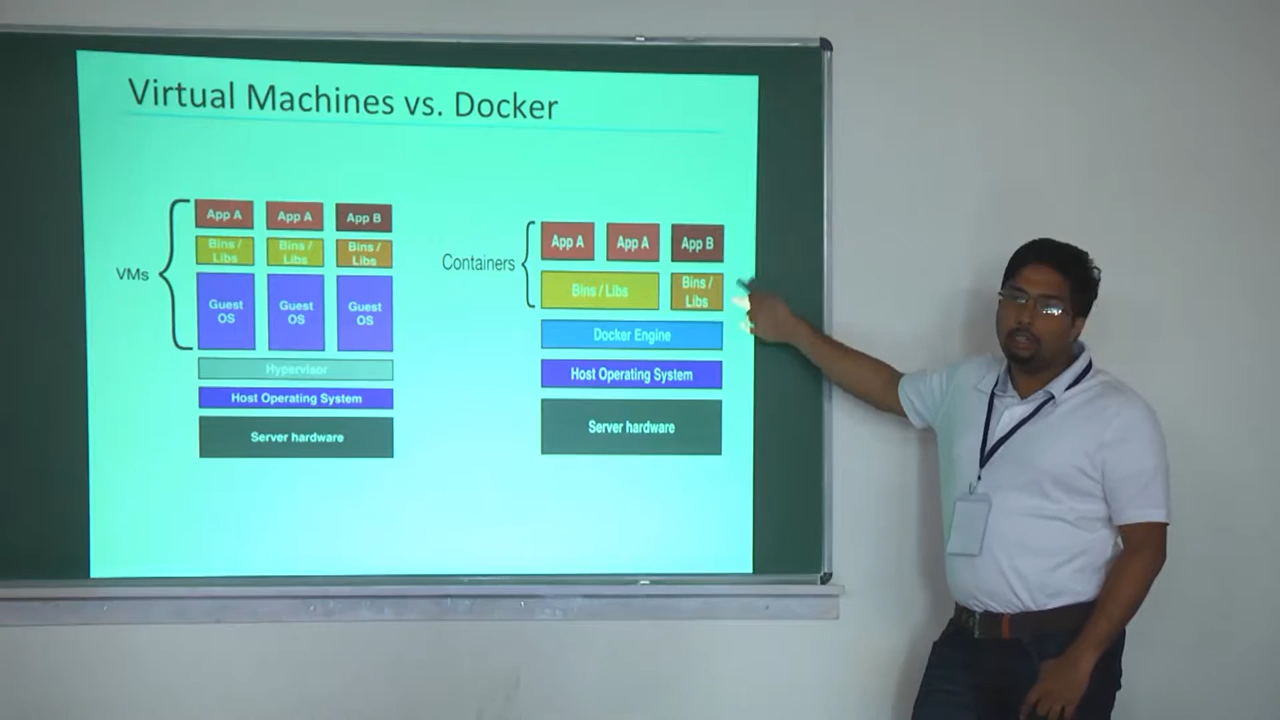 Virtual Machines vs. Docker
VMs
App A
App A
App B
Bins /
Libs
Bins /
Libs
Bins /
Libs
Guest
OS
Guest
OS
Guest
OS
Hypervisor
Host Operating System
Server hardware
Containers
App A
App A
App B
Bins / Libs
Bins /
Libs
Docker Engine
Host Operating System
Server hardware